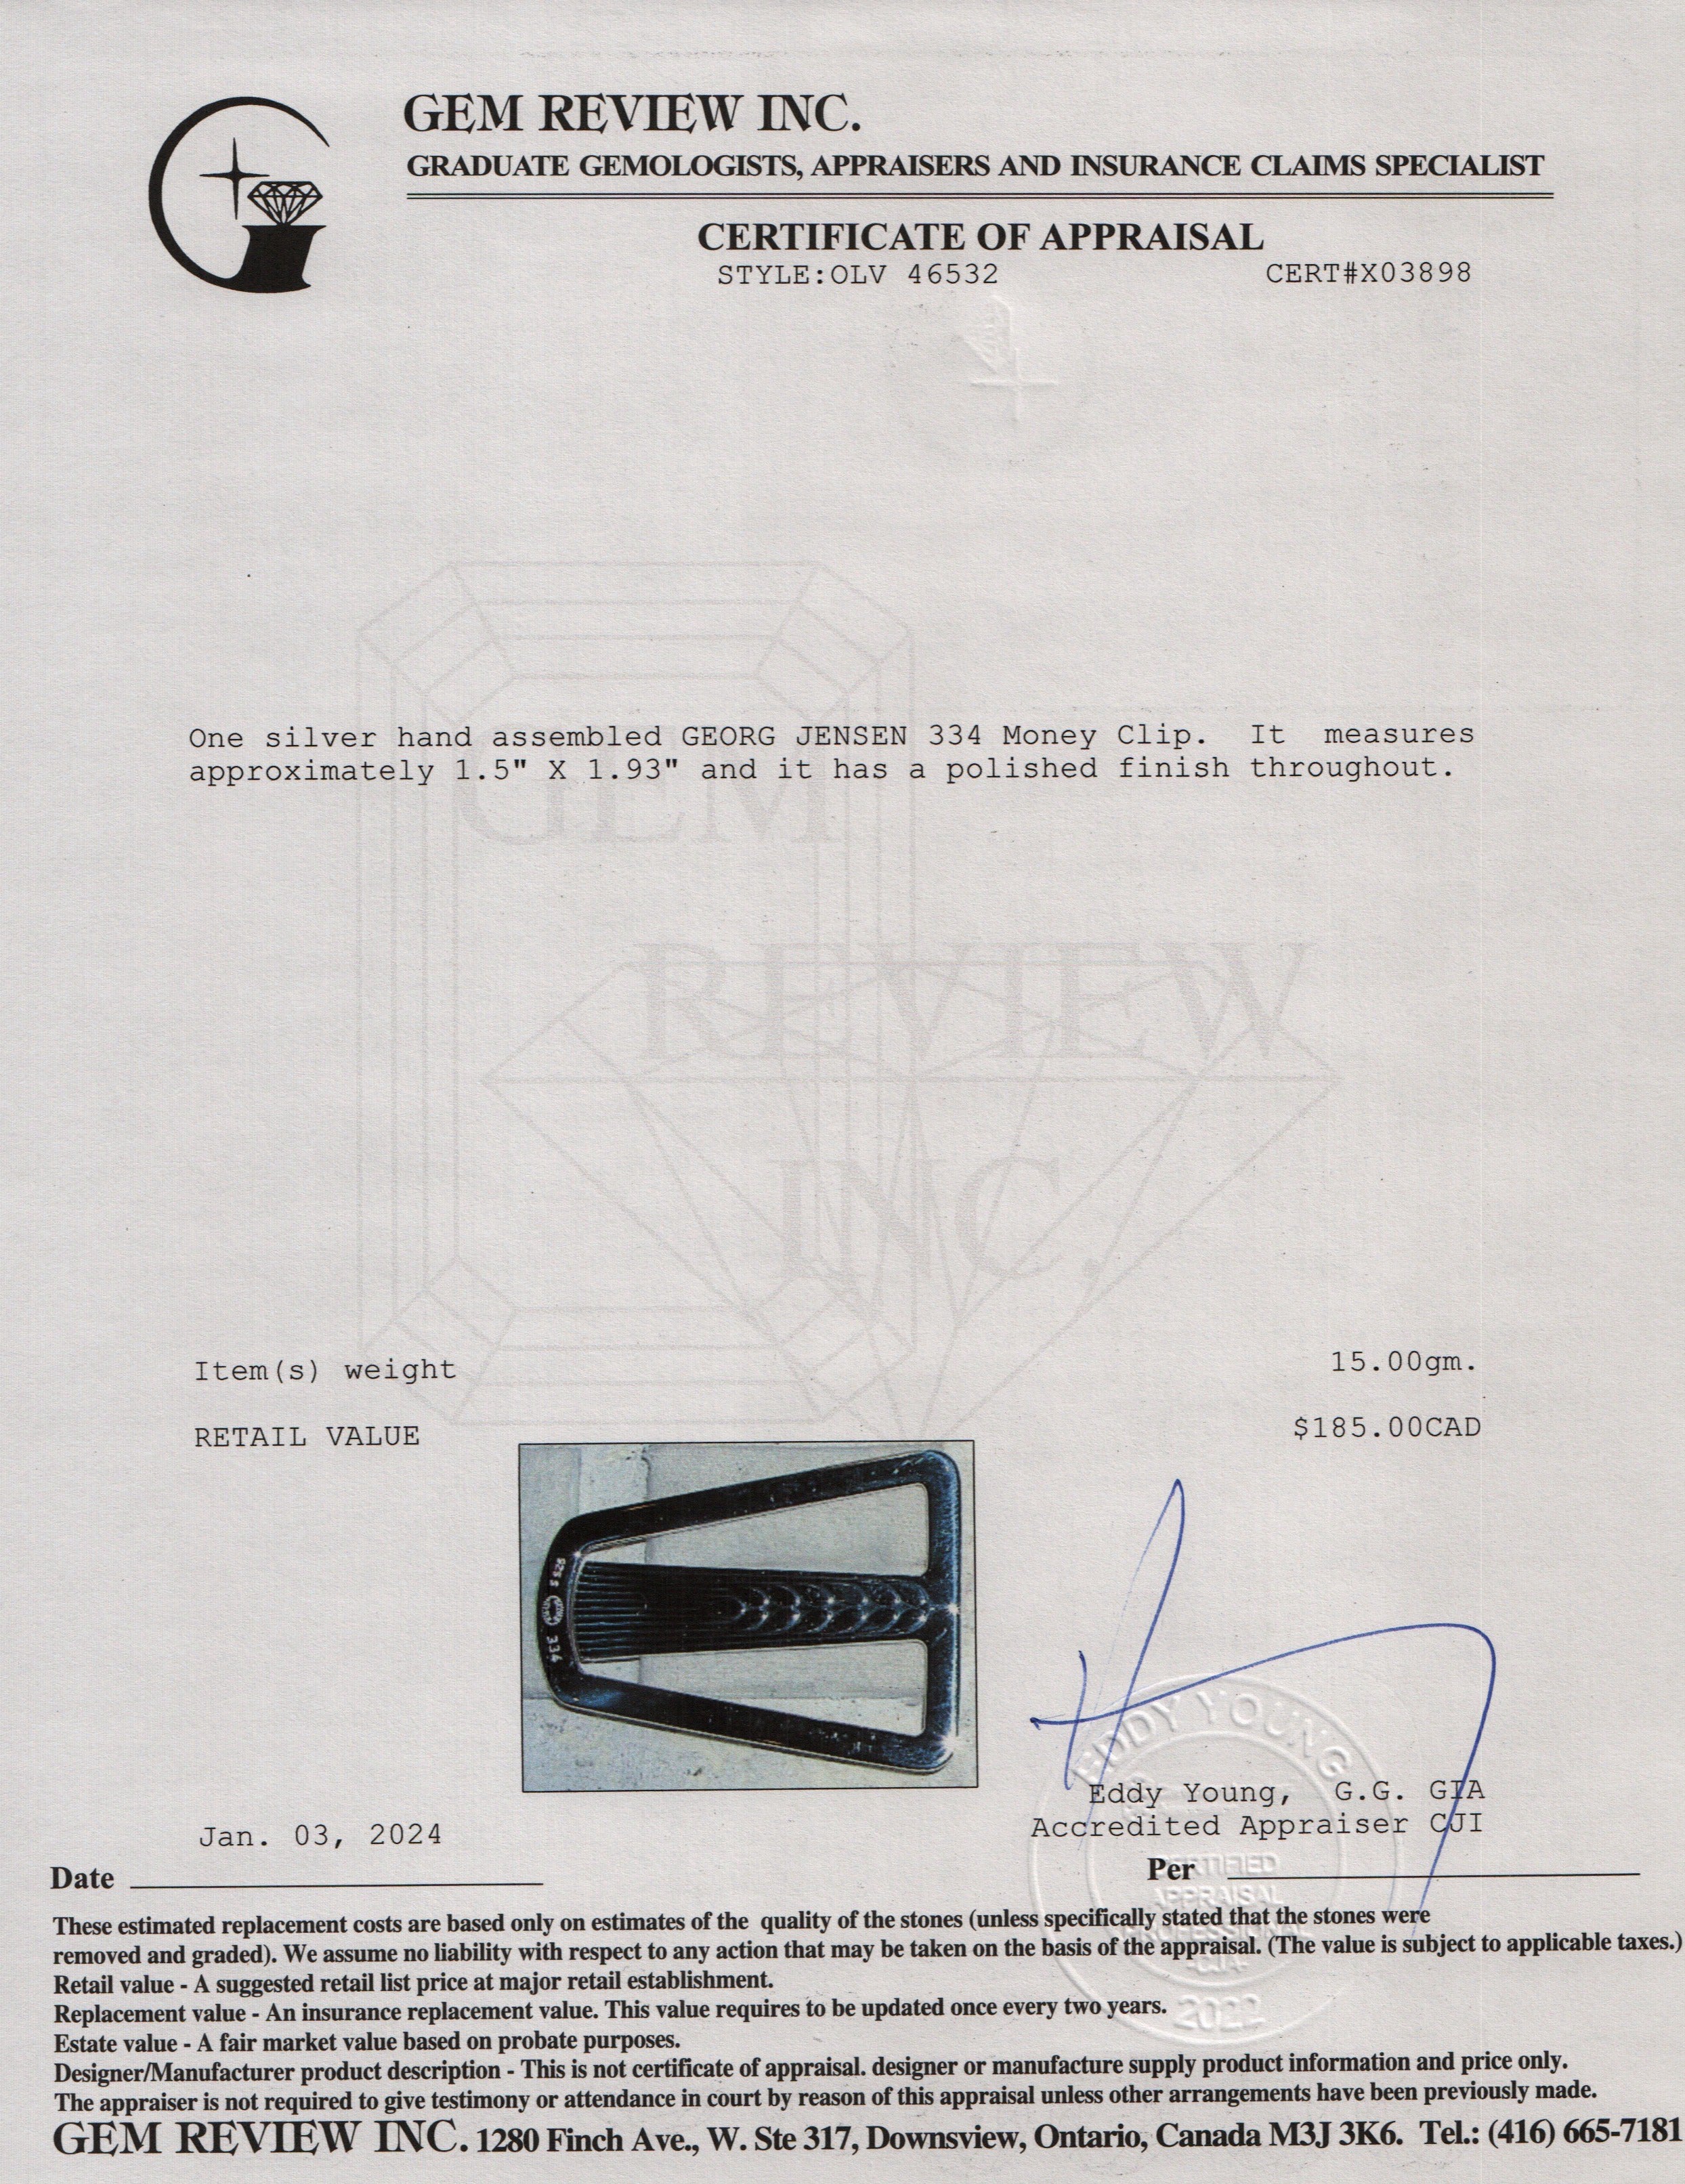 GEM REVIEW INC.
GRADUATE GEMOLOGISTS, APPRAISERS AND INSURANCE CLAIMS SPECIALIST
CERTIFICATE OF APPRAISAL
STYLE:OLV 46532 CERT#X03898
One silver hand assembled GEORG JENSEN 334 Money Clip. It measures
approximately 1.5" X 1.93" and it has a polished finish throughout.
GEM
REVIEW
INC.
Item(s) weight 15.00gm.
RETAIL VALUE $185.00CAD
925 S
334
EDDY YOUNG
Eddy Young, G.G. GIA
Accredited Appraiser CJI
Jan. 03, 2024
Date
Per
CERTIFIED
APPRAISAL
PROFESSIONAL
2022
These estimated replacement costs are based only on estimates of the quality of the stones (unless specifically stated that the stones were
removed and graded). We assume no liability with respect to any action that may be taken on the basis of the appraisal. (The value is subject to applicable taxes.)
Retail value - A suggested retail list price at major retail establishment.
Replacement value - An insurance replacement value. This value requires to be updated once every two years.
Estate value - A fair market value based on probate purposes.
Designer/Manufacturer product description - This is not certificate of appraisal. designer or manufacture supply product information and price only.
The appraiser is not required to give testimony or attendance in court by reason of this appraisal unless other arrangements have been previously made.
GEM REVIEW INC. 1280 Finch Ave., W. Ste 317, Downsview, Ontario, Canada M3J 3K6. Tel.: (416) 665-7181